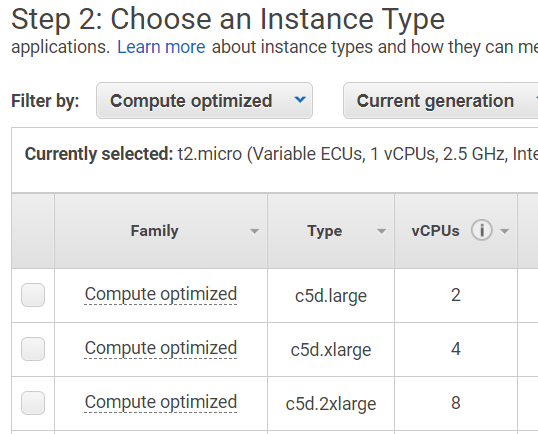 Step 2: Choose an Instance Type
applications. Learn more about instance types and how they can me
Filter by: Compute optimized Current generation
Currently selected: t2.micro (Variable ECUs, 1 vCPUs, 2.5 GHz, Inte
Family Type vCPUs i
Compute optimized c5d.large 2
Compute optimized c5d.xlarge 4
Compute optimized c5d.2xlarge 8